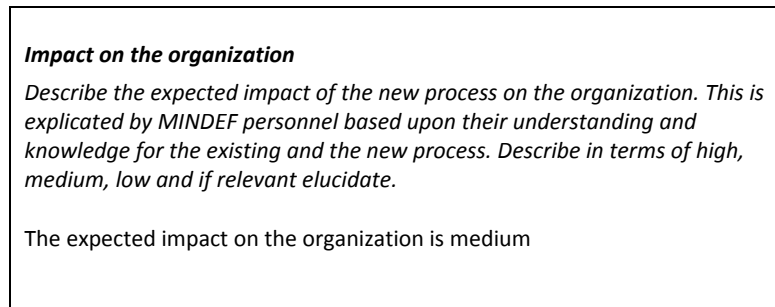 Impact on the organization
Describe the expected impact of the new process on the organization. This is
explicated by MINDEF personnel based upon their understanding and
knowledge for the existing and the new process. Describe in terms of high,
medium, low and if relevant elucidate.
The expected impact on the organization is medium